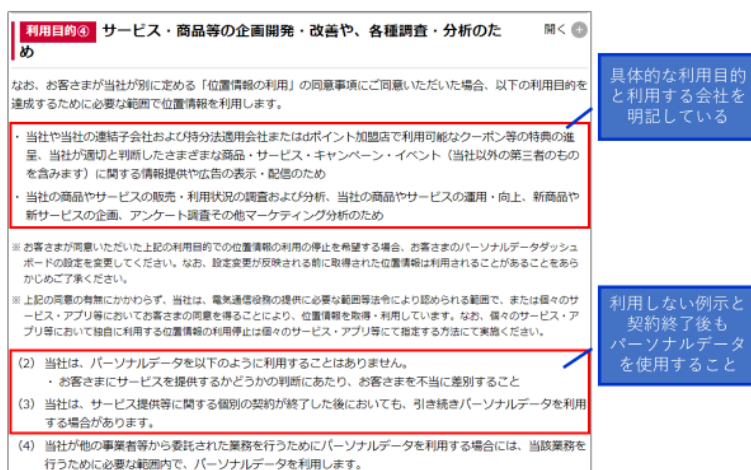 利用目的④ サービス・商品等の企画開発・改善や、各種調査・分析のた
め
開く
なお、お客さまが当社が別に定める「位置情報の利用」の同意事項にご同意いただいた場合、以下の利用目的を
達成するために必要な範囲で位置情報を利用します。
・当社や当社の連結子会社および持分法適用会社またはdポイント加盟店で利用可能なクーポン等の特典の進
呈、当社が適切と判断したさまざまな商品・サービス・キャンペーン・イベント（当社以外の第三者のもの
を含みます）に関する情報提供や広告の表示・配信のため
・当社の商品やサービスの販売・利用状況の調査および分析、当社の商品やサービスの運用・向上、新商品や
新サービスの企画、アンケート調査その他マーケティング分析のため
※お客さまが同意いただいた上記の利用目的での位置情報の利用の停止を希望する場合、お客さまのパーソナルデータダッシュ
ボードの設定を変更してください。なお、設定変更が反映される前に取得された位置情報は利用されることがあることをあら
かじめご了承ください。
※上記の同意の有無にかかわらず、当社は、電気通信役務の提供に必要な範囲等法令により認められる範囲で、または個々のサ
ービス・アプリ等においてお客さまの同意を得ることにより、位置情報を取得・利用しています。なお、個々のサービス・ア
プリ等において独自に利用する位置情報の利用停止は個々のサービス・アプリ等にて指定する方法にて実施ください。
(2) 当社は、パーソナルデータを以下のように利用することはありません。
・お客さまにサービスを提供するかどうかの判断にあたり、お客さまを不当に差別すること
(3) 当社は、サービス提供等に関する個別の契約が終了した後においても、引き続きパーソナルデータを利用
する場合があります。
(4) 当社が他の事業者等から委託された業務を行うためにパーソナルデータを利用する場合には、当該業務を
行うために必要な範囲内で、パーソナルデータを利用します。
具体的な利用目的
と利用する会社を
明記している
利用しない例示と
契約終了後も
パーソナルデータ
を使用すること